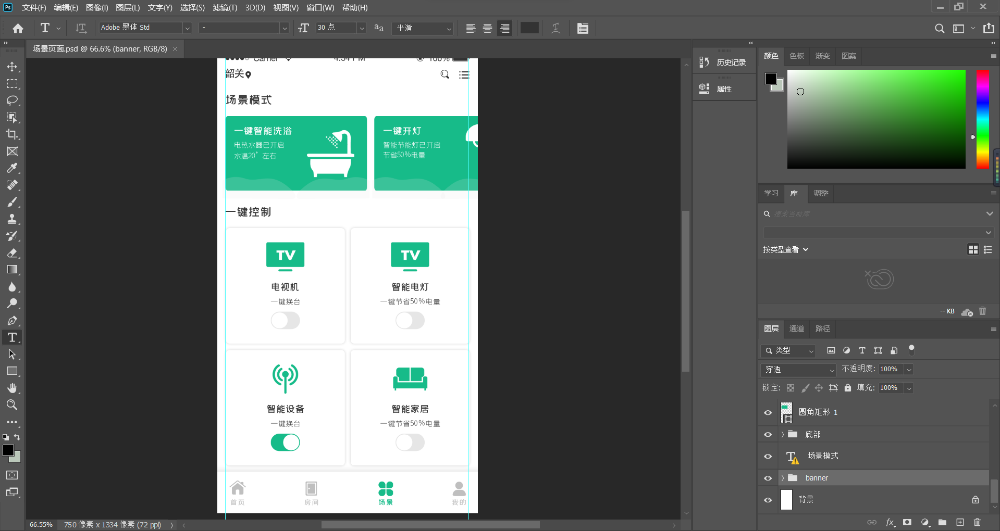 Ps 文件(F) 编辑(E) 图像(I) 图层(L) 文字(Y) 选择(S) 滤镜(T) 3D(D) 视图(V) 窗口(W) 帮助(H)
T Adobe 黑体 Std - 30 点 aa 平滑
场景页面.psd @ 66.6% (banner, RGB/8) ×
Carrier 4:34 PM 100%
韶关
场景模式
一键智能洗浴
电热水器已开启
水温20°左右
一键开灯
智能节能灯已开启
节省50%电量
一键控制
TV
电视机
一键换台
TV
智能电灯
一键节省50%电量
智能设备
一键换台
智能家居
一键节省50%电量
首页 房间 场景 我的
66.55% 750 像素 x 1334 像素 (72 ppi)
历史记录
属性
颜色 色板 渐变 图案
学习 库 调整
搜索当前库
按类型查看
-- KB
图层 通道 路径
类型
穿透 不透明度: 100%
锁定: 填充: 100%
圆角矩形 1
底部
场景模式
banner
背景
fx